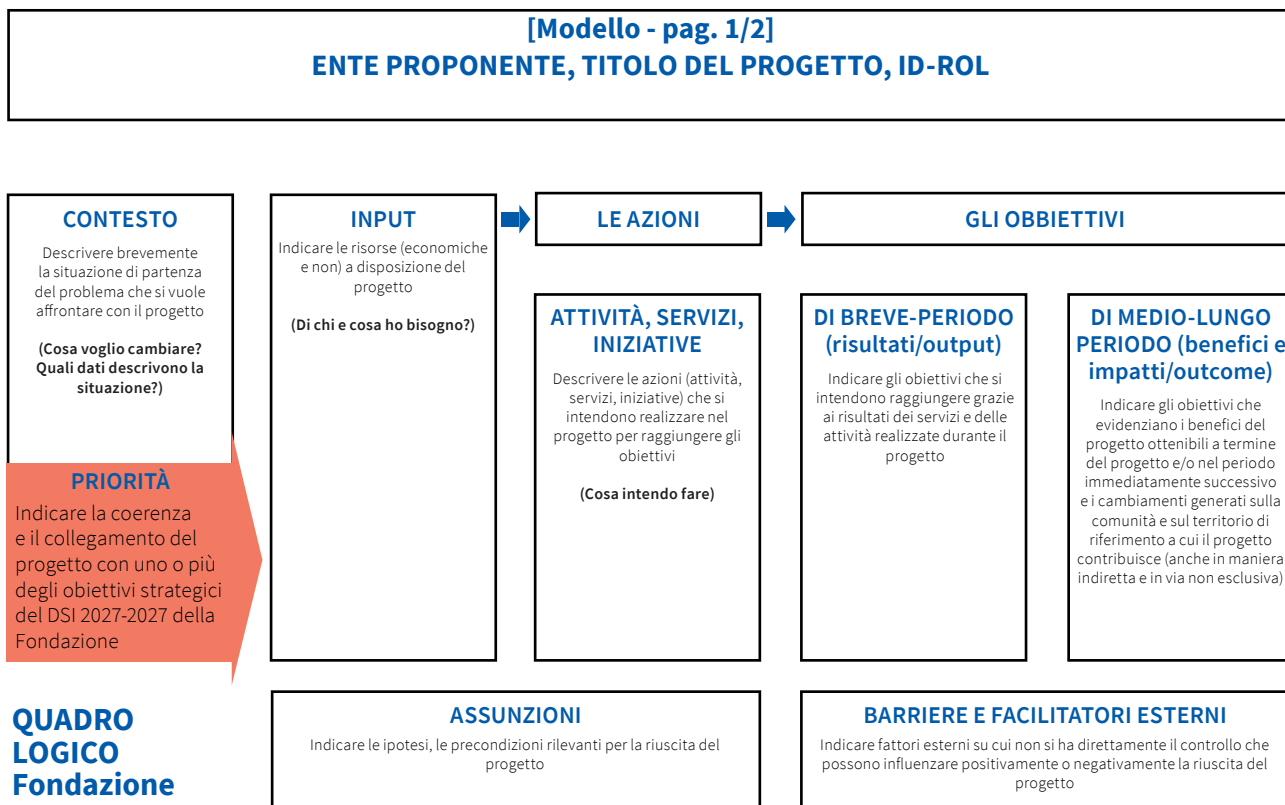 [Modello - pag. 1/2]
ENTE PROPONENTE, TITOLO DEL PROGETTO, ID-ROL
CONTESTO
Descrivere brevemente
la situazione di partenza
del problema che si vuole
affrontare con il progetto
(Cosa voglio cambiare?
Quali dati descrivono la
situazione?)
PRIORITÀ
Indicare la coerenza
e il collegamento del
progetto con uno o più
degli obiettivi strategici
del DSI 2027-2027 della
Fondazione
INPUT
Indicare le risorse (economiche
e non) a disposizione del
progetto
(Di chi e cosa ho bisogno?)
LE AZIONI
ATTIVITÀ, SERVIZI,
INIZIATIVE
Descrivere le azioni (attività,
servizi, iniziative) che si
intendono realizzare nel
progetto per raggiungere gli
obiettivi
(Cosa intendo fare)
GLI OBBIETTIVI
DI BREVE-PERIODO
(risultati/output)
Indicare gli obiettivi che si
intendono raggiungere grazie
ai risultati dei servizi e delle
attività realizzate durante il
progetto
DI MEDIO-LUNGO
PERIODO (benefici e
impatti/outcome)
Indicare gli obiettivi che
evidenziano i benefici del
progetto ottenibili a termine
del progetto e/o nel periodo
immediatamente successivo
e i cambiamenti generati sulla
comunità e sul territorio di
riferimento a cui il progetto
contribuisce (anche in maniera
indiretta e in via non esclusiva)
QUADRO
LOGICO
Fondazione
ASSUNZIONI
Indicare le ipotesi, le precondizioni rilevanti per la riuscita del
progetto
BARRIERE E FACILITATORI ESTERNI
Indicare fattori esterni su cui non si ha direttamente il controllo che
possono influenzare positivamente o negativamente la riuscita del
progetto